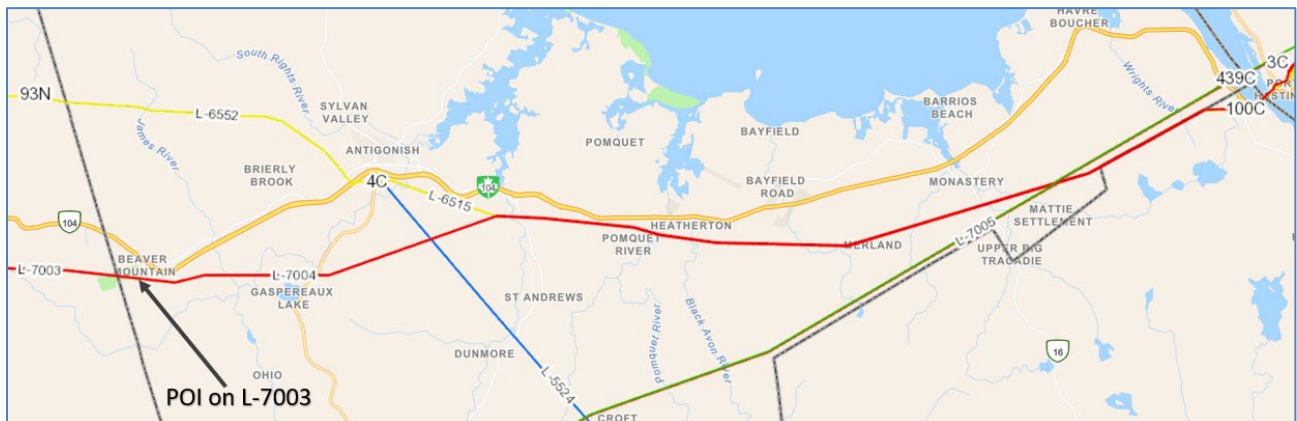 HAVRE
BOUCHER
3C
439C
PORT
HASTING
93N
South Rights River
Wrights River
L-6552
SYLVAN
VALLEY
BARRIOS
BEACH
100C
James River
POMQUET
BAYFIELD
ANTIGONISH
BRIERLY
BROOK
4C
104
L-6515
BAYFIELD
ROAD
MONASTERY
104
HEATHERTON
MATTIE
SETTLEMENT
POMQUET
RIVER
MERLAND
L-7005
UPPER BIG
TRACADIE
BEAVER
MOUNTAIN
L-7003
L-7004
GASPEREAUX
LAKE
ST ANDREWS
Pomquet River
Black Avon River
DUNMORE
16
OHIO
L-5524
POI on L-7003
CROFT